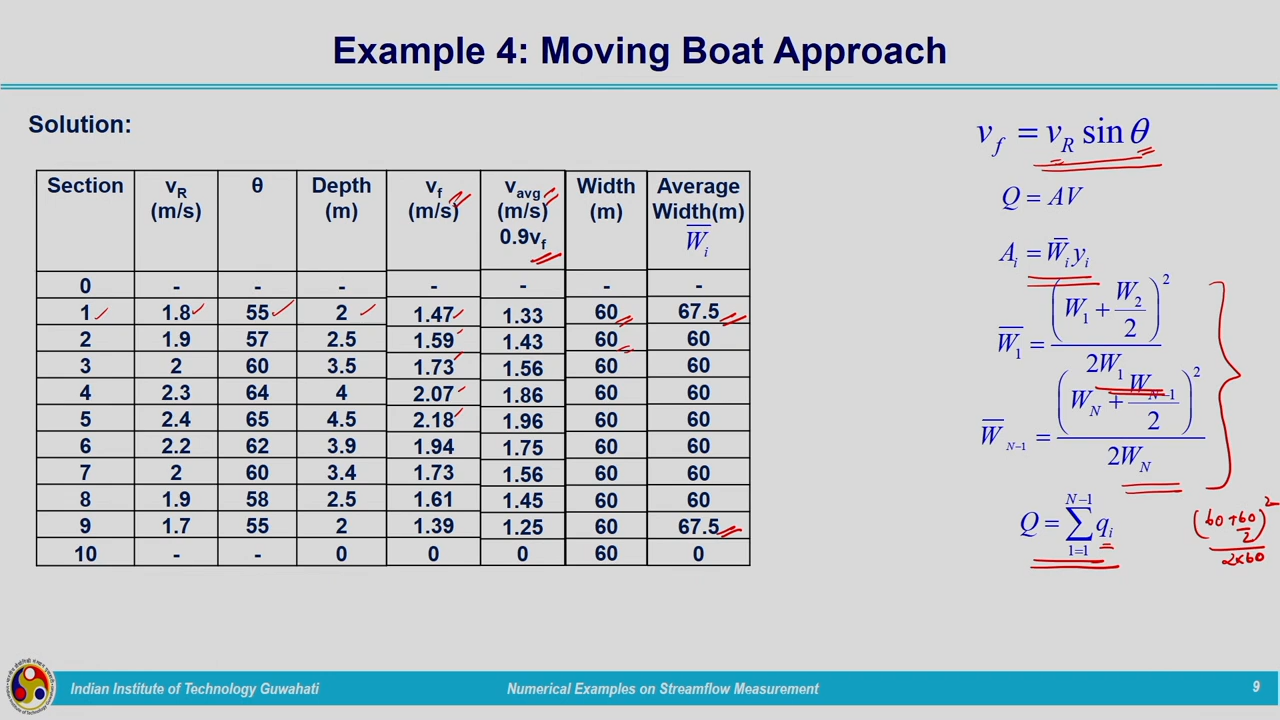 Example 4: Moving Boat Approach
Solution:
Section | vR (m/s) | θ | Depth (m) | vf (m/s) | vavg (m/s) 0.9vf | Width (m) | Average Width(m) W̅i
0 | - | - | - | - | - | - | -
1 | 1.8 | 55 | 2 | 1.47 | 1.33 | 60 | 67.5
2 | 1.9 | 57 | 2.5 | 1.59 | 1.43 | 60 | 60
3 | 2 | 60 | 3.5 | 1.73 | 1.56 | 60 | 60
4 | 2.3 | 64 | 4 | 2.07 | 1.86 | 60 | 60
5 | 2.4 | 65 | 4.5 | 2.18 | 1.96 | 60 | 60
6 | 2.2 | 62 | 3.9 | 1.94 | 1.75 | 60 | 60
7 | 2 | 60 | 3.4 | 1.73 | 1.56 | 60 | 60
8 | 1.9 | 58 | 2.5 | 1.61 | 1.45 | 60 | 60
9 | 1.7 | 55 | 2 | 1.39 | 1.25 | 60 | 67.5
10 | - | - | 0 | 0 | 0 | 60 | 0
vf = vR sin θ
Q = AV
Ai = W̅i yi
W̅1 = (W1 + W2/2)² / 2W1
W̅N−1 = (WN + WN−1/2)² / 2WN
Q = ∑ (1=1 to N−1) qi
(60+60/2)² / 2×60
Indian Institute of Technology Guwahati
Numerical Examples on Streamflow Measurement
9